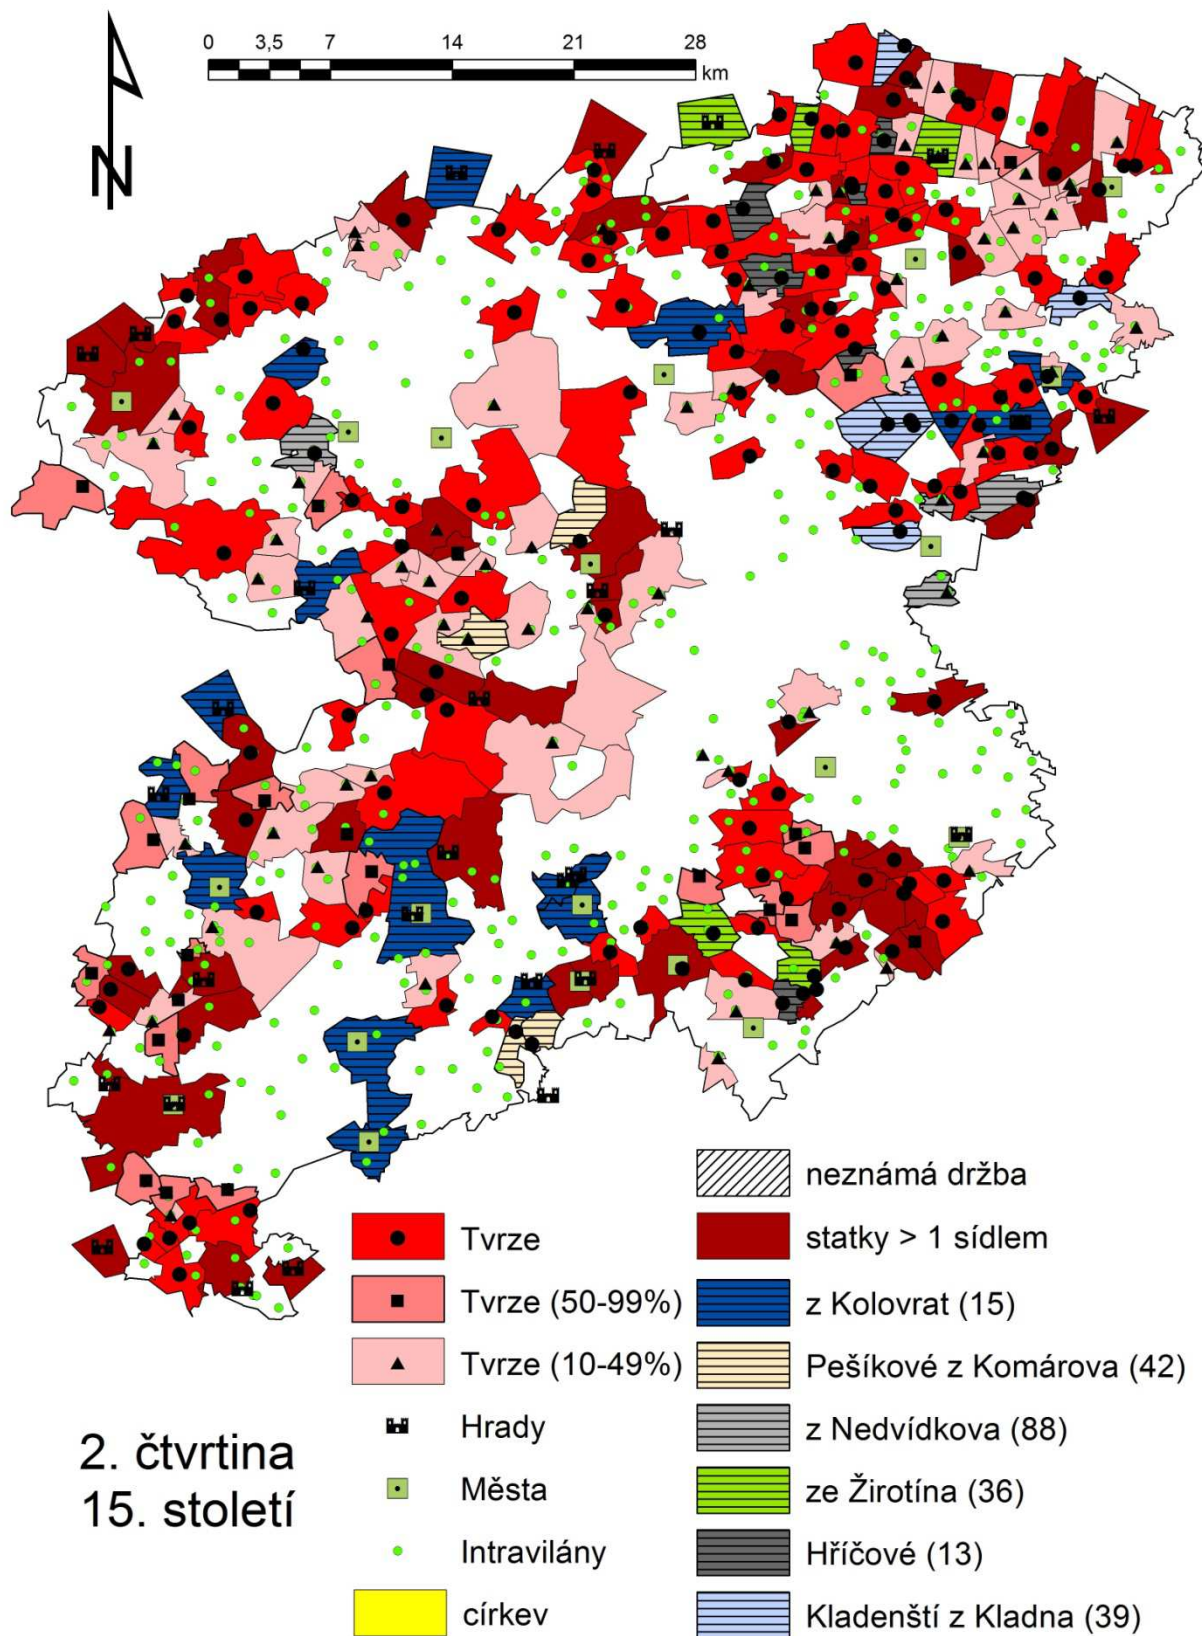 0 3,5 7 14 21 28
km
N
neznámá držba
Tvrze
statky > 1 sídlem
Tvrze (50-99%)
z Kolovrat (15)
Tvrze (10-49%)
Pešíkové z Komárova (42)
Hrady
z Nedvídkova (88)
2. čtvrtina
15. století
Města
ze Žirotína (36)
Intravilány
Hříčové (13)
církev
Kladenští z Kladna (39)